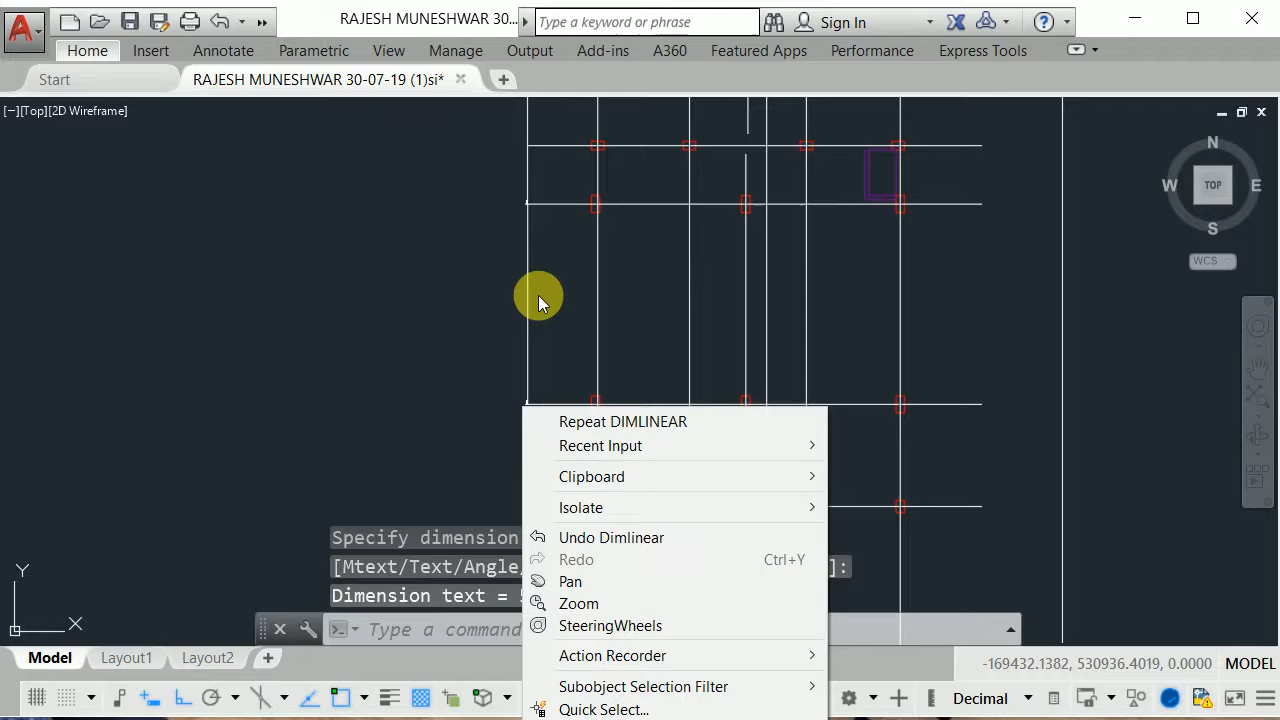 RAJESH MUNESHWAR 30...
Type a keyword or phrase
Sign In
Home Insert Annotate Parametric View Manage Output Add-ins A360 Featured Apps Performance Express Tools
Start
RAJESH MUNESHWAR 30-07-19 (1)si*
[−][Top][2D Wireframe]
N
W TOP E
S
WCS
Repeat DIMLINEAR
Recent Input
Clipboard
Isolate
Undo Dimlinear
Redo Ctrl+Y
Pan
Zoom
SteeringWheels
Action Recorder
Subobject Selection Filter
Quick Select...
Specify dimension
[Mtext/Text/Angle/ ]:
Dimension text =
Y
X
Type a command
Model Layout1 Layout2
-169432.1382, 530936.4019, 0.0000 MODEL
Decimal